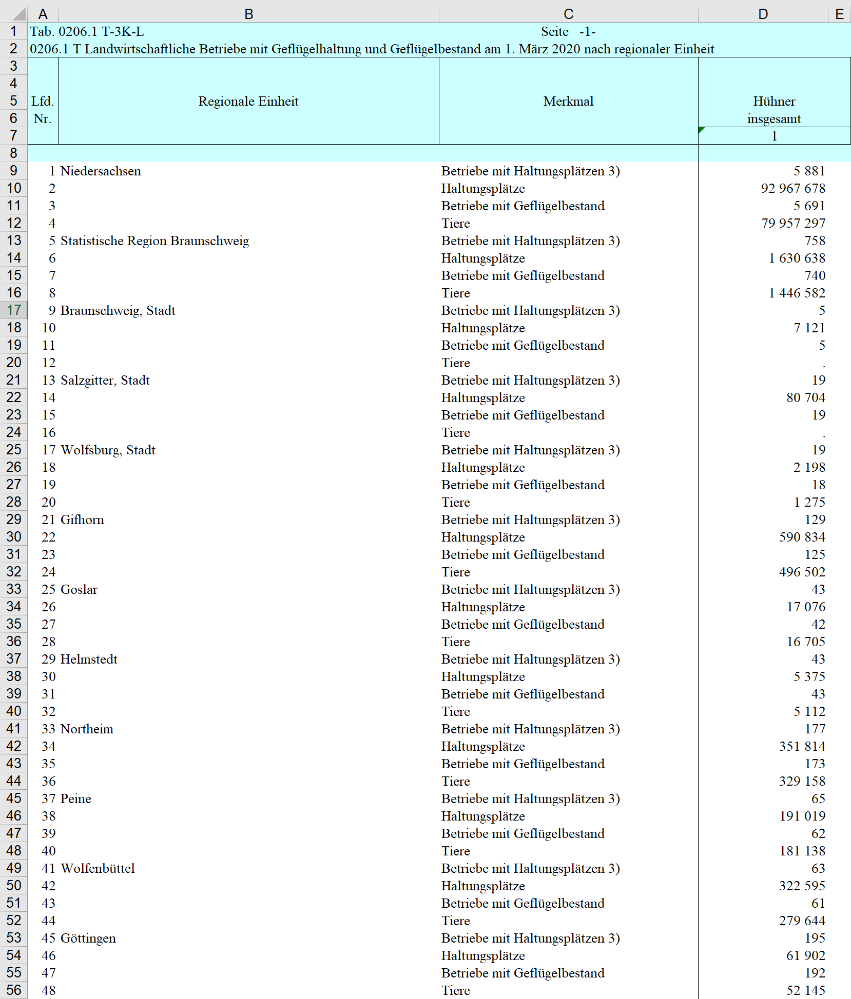 A B C D E
1 Tab. 0206.1 T-3K-L Seite -1-
2 0206.1 T Landwirtschaftliche Betriebe mit Geflügelhaltung und Geflügelbestand am 1. März 2020 nach regionaler Einheit
3
4
5 Lfd. Regionale Einheit Merkmal Hühner
6 Nr. insgesamt
7 1
8
9 1 Niedersachsen Betriebe mit Haltungsplätzen 3) 5 881
10 2 Haltungsplätze 92 967 678
11 3 Betriebe mit Geflügelbestand 5 691
12 4 Tiere 79 957 297
13 5 Statistische Region Braunschweig Betriebe mit Haltungsplätzen 3) 758
14 6 Haltungsplätze 1 630 638
15 7 Betriebe mit Geflügelbestand 740
16 8 Tiere 1 446 582
17 9 Braunschweig, Stadt Betriebe mit Haltungsplätzen 3) 5
18 10 Haltungsplätze 7 121
19 11 Betriebe mit Geflügelbestand 5
20 12 Tiere .
21 13 Salzgitter, Stadt Betriebe mit Haltungsplätzen 3) 19
22 14 Haltungsplätze 80 704
23 15 Betriebe mit Geflügelbestand 19
24 16 Tiere .
25 17 Wolfsburg, Stadt Betriebe mit Haltungsplätzen 3) 19
26 18 Haltungsplätze 2 198
27 19 Betriebe mit Geflügelbestand 18
28 20 Tiere 1 275
29 21 Gifhorn Betriebe mit Haltungsplätzen 3) 129
30 22 Haltungsplätze 590 834
31 23 Betriebe mit Geflügelbestand 125
32 24 Tiere 496 502
33 25 Goslar Betriebe mit Haltungsplätzen 3) 43
34 26 Haltungsplätze 17 076
35 27 Betriebe mit Geflügelbestand 42
36 28 Tiere 16 705
37 29 Helmstedt Betriebe mit Haltungsplätzen 3) 43
38 30 Haltungsplätze 5 375
39 31 Betriebe mit Geflügelbestand 43
40 32 Tiere 5 112
41 33 Northeim Betriebe mit Haltungsplätzen 3) 177
42 34 Haltungsplätze 351 814
43 35 Betriebe mit Geflügelbestand 173
44 36 Tiere 329 158
45 37 Peine Betriebe mit Haltungsplätzen 3) 65
46 38 Haltungsplätze 191 019
47 39 Betriebe mit Geflügelbestand 62
48 40 Tiere 181 138
49 41 Wolfenbüttel Betriebe mit Haltungsplätzen 3) 63
50 42 Haltungsplätze 322 595
51 43 Betriebe mit Geflügelbestand 61
52 44 Tiere 279 644
53 45 Göttingen Betriebe mit Haltungsplätzen 3) 195
54 46 Haltungsplätze 61 902
55 47 Betriebe mit Geflügelbestand 192
56 48 Tiere 52 145